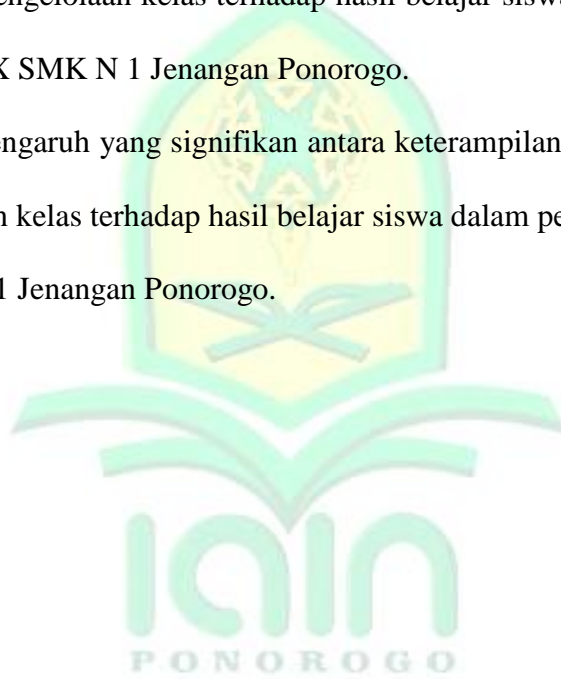 pengelolaan kelas terhadap hasil belajar siswa
X SMK N 1 Jenangan Ponorogo.
engaruh yang signifikan antara keterampilan
n kelas terhadap hasil belajar siswa dalam pe
1 Jenangan Ponorogo.
iain
PONOROGO